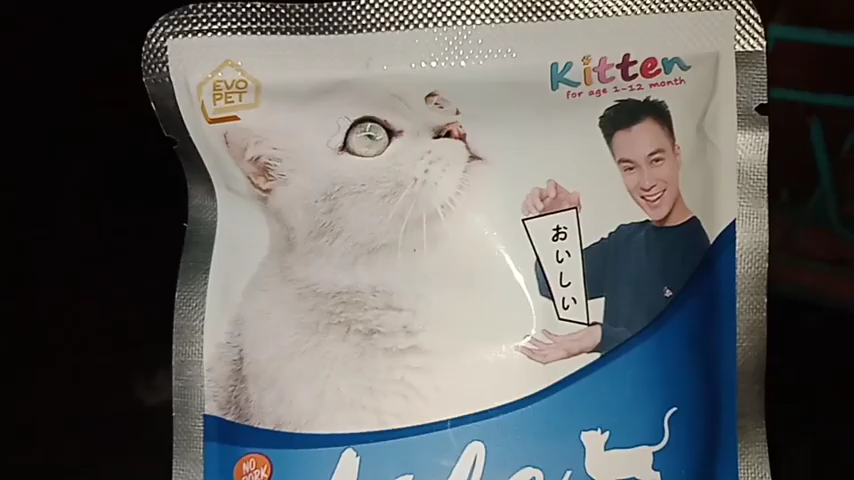 EVO
PET
Kitten
for age 1-12 month
おいしい
NO
PORK